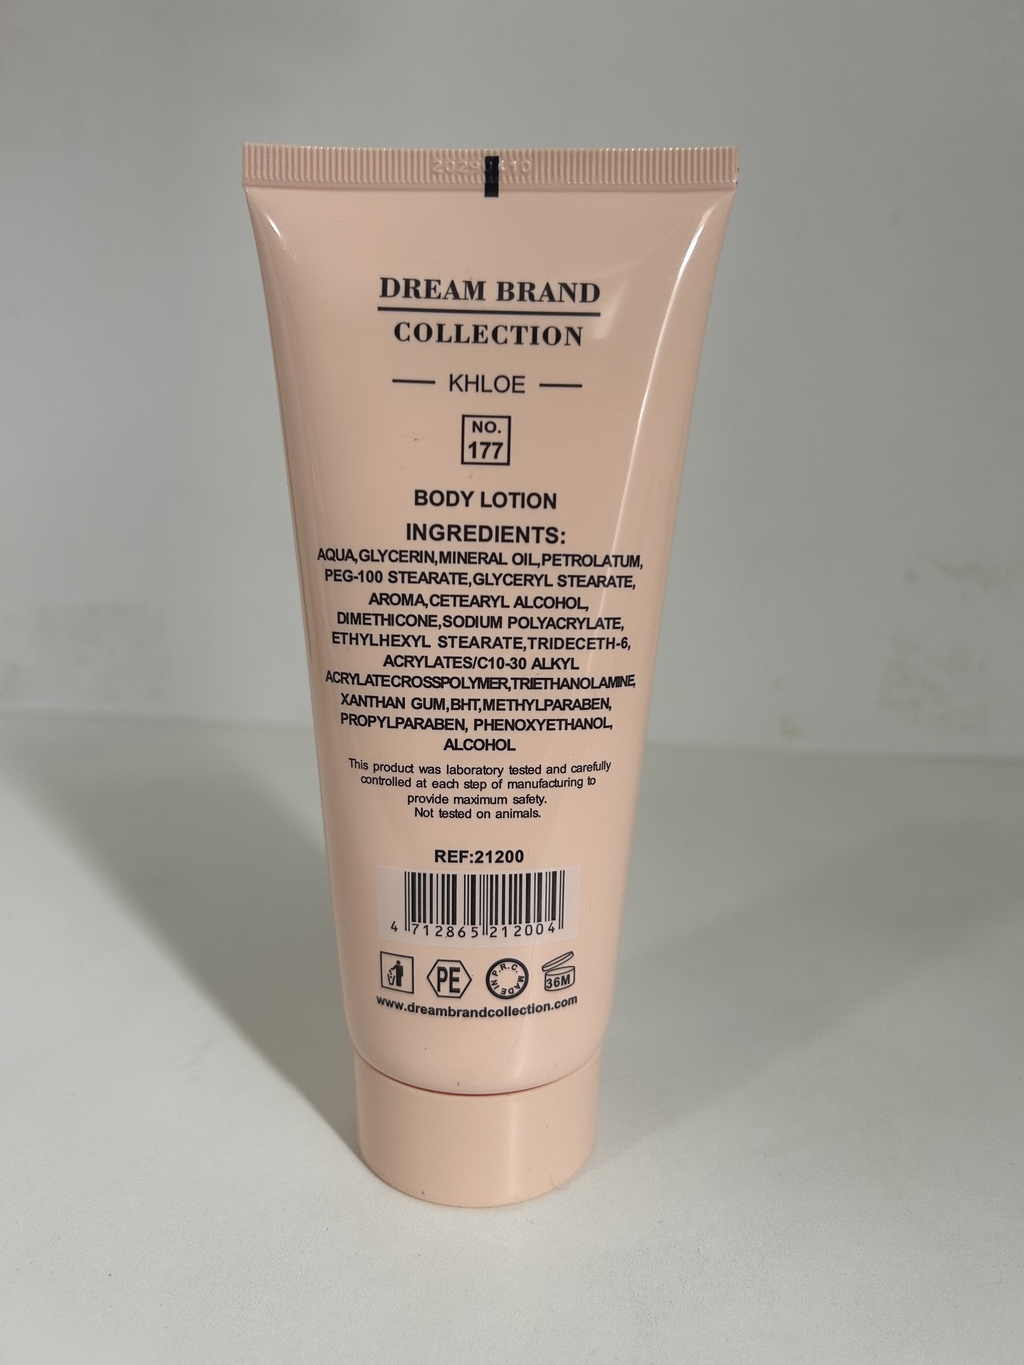 DREAM BRAND
COLLECTION
KHLOE
NO.
177
BODY LOTION
INGREDIENTS:
AQUA,GLYCERIN,MINERAL OIL,PETROLATUM,
PEG-100 STEARATE,GLYCERYL STEARATE,
AROMA,CETEARYL ALCOHOL,
DIMETHICONE,SODIUM POLYACRYLATE,
ETHYLHEXYL STEARATE,TRIDECETH-6,
ACRYLATES/C10-30 ALKYL
ACRYLATECROSSPOLYMER,TRIETHANOLAMINE,
XANTHAN GUM,BHT,METHYLPARABEN,
PROPYLPARABEN, PHENOXYETHANOL,
ALCOHOL
This product was laboratory tested and carefully
controlled at each step of manufacturing to
provide maximum safety.
Not tested on animals.
REF:21200
4 712865 212004
PE
MADE IN P.R.C.
36M
www.dreambrandcollection.com